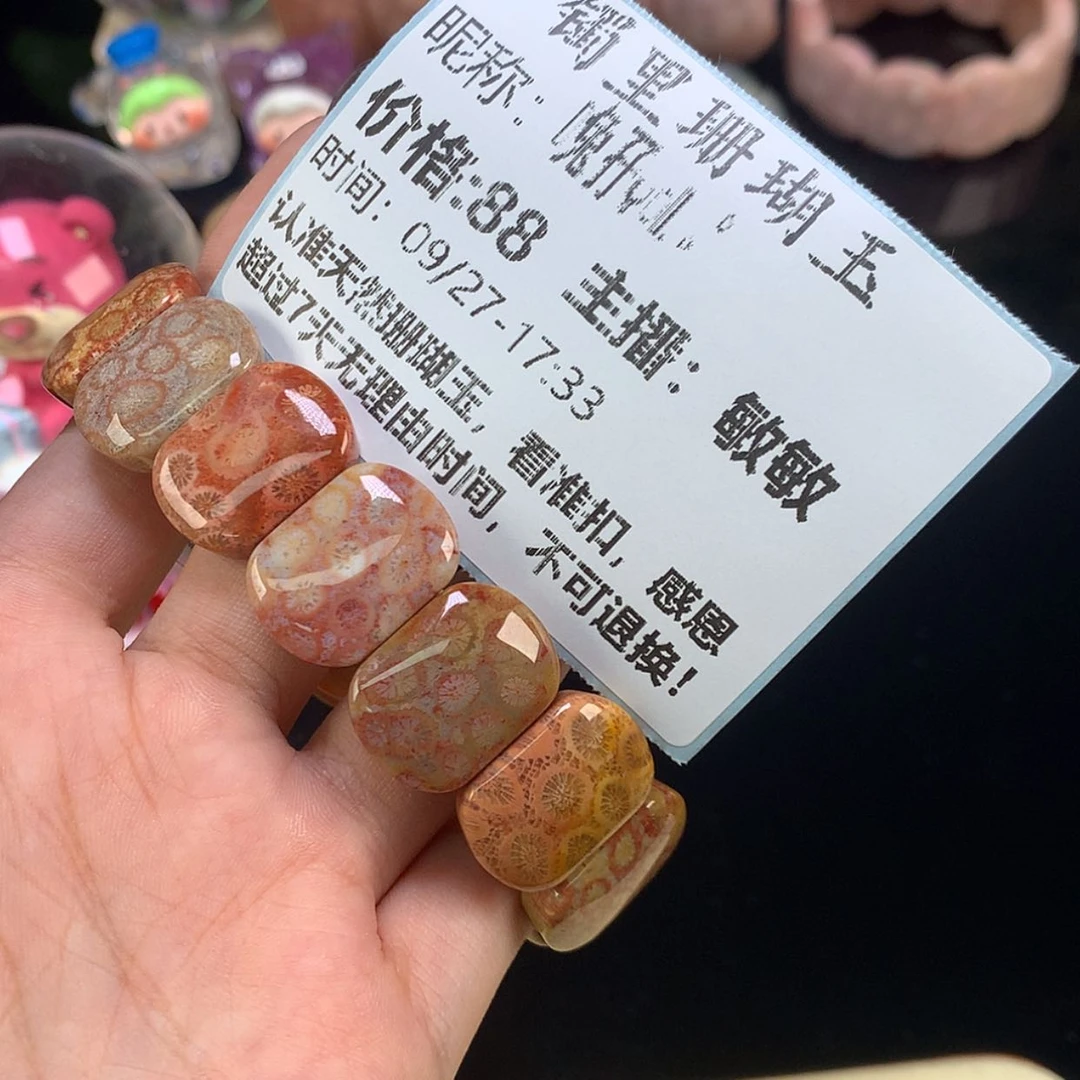 镯里珊瑚玉
昵称:
价格:88 主播: 敏敏
时间: 09/27-17:33
认准天然珊瑚玉, 看准扣, 感恩
超过7天无理由时间, 不可退换!